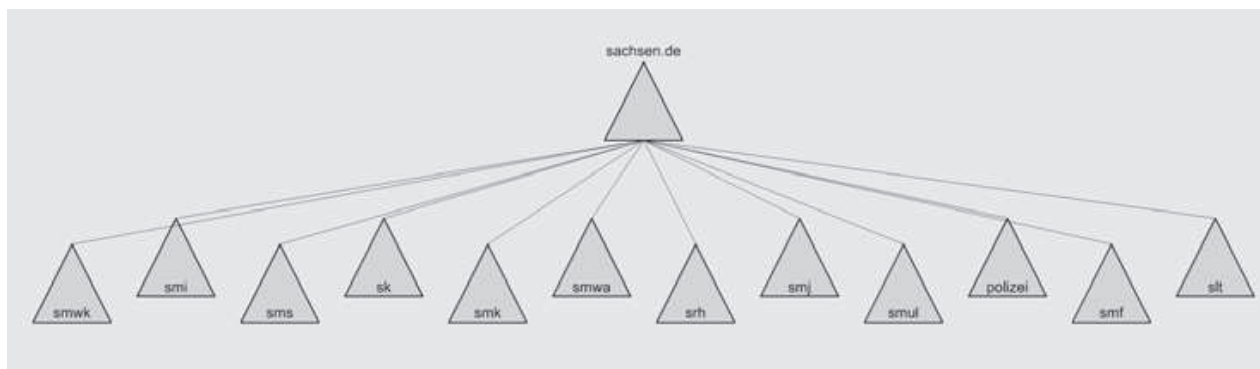 sachsen.de
smwk
smi
sms
sk
smk
smwa
srh
smj
smul
polizei
smf
slt